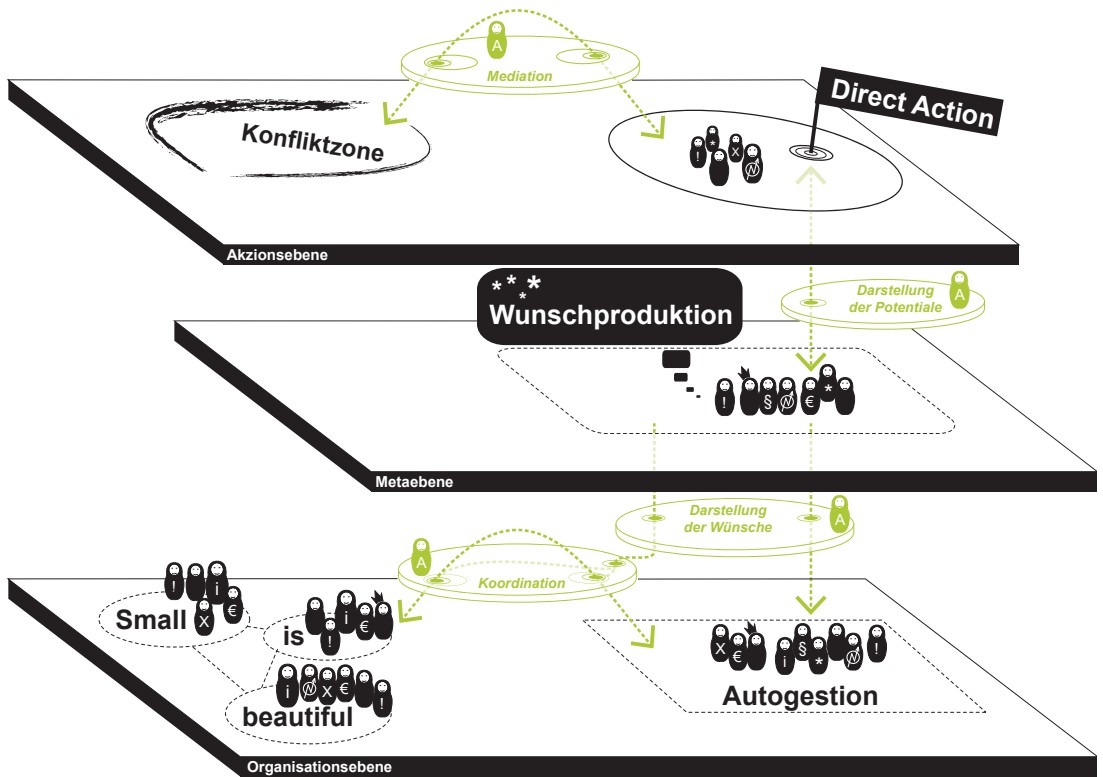 A
Mediation
Direct Action
Konfliktzone
! * X N
Akzionsebene
* * * *
Wunschproduktion
Darstellung
der Potentiale
A
! § N € *
Metaebene
Darstellung
der Wünsche
A
A
Koordination
! i
X €
Small
i €
!
is
i N X € !
beautiful
X € i § * N !
Autogestion
Organisationsebene